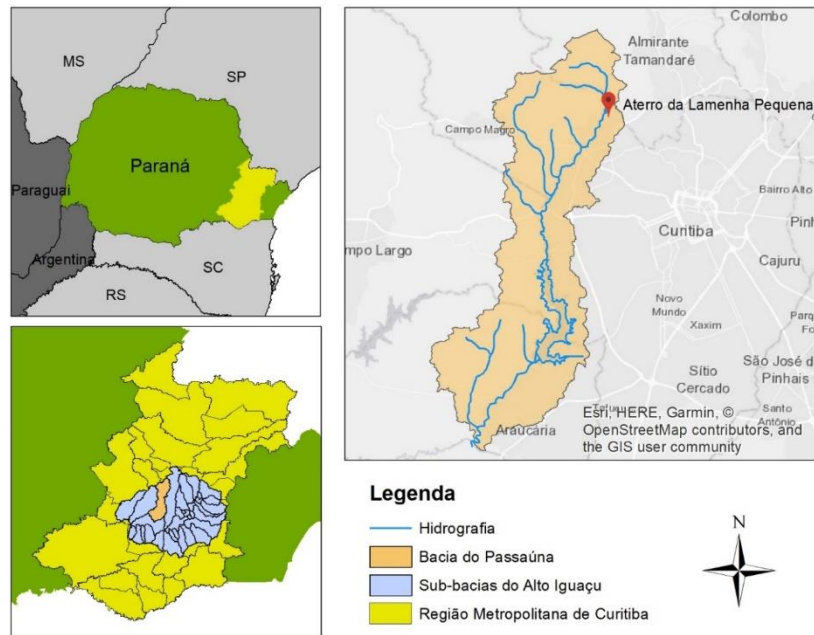 MS
SP
Paraná
Paraguai
Argentina
SC
RS
Colombo
Almirante
Tamandaré
Aterro da Lamenha Pequena
Campo Magro
Bairro Alto
Curitiba
Pinh
mpo Largo
Cajuru
Novo
Mundo
Xaxim
Parq
Fo
São José d
Pinhais
Sítio
Cercado
Esri, HERE, Garmin, ©
Santo
Antônio
Araucária
OpenStreetMap contributors, and
the GIS user community
Legenda
Hidrografia
Bacia do Passaúna
Sub-bacias do Alto Iguaçu
Região Metropolitana de Curitiba
N